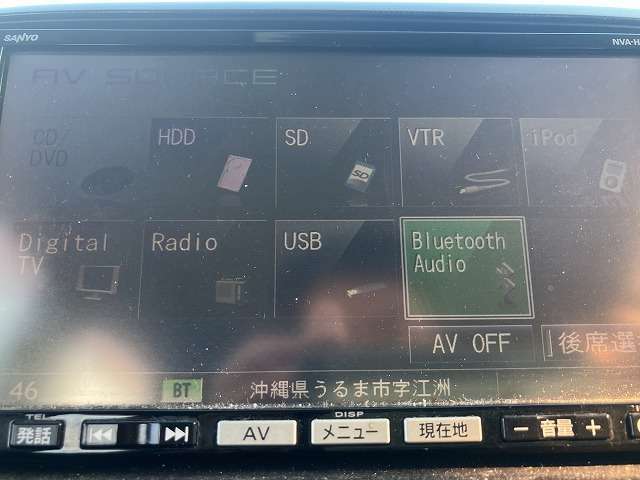 SANYO
NVA-H
AV SOURCE
CD/
DVD
HDD
SD
VTR
iPod
SD
Digital
TV
Radio
USB
Bluetooth
Audio
AV OFF
後席選
46
BT
沖縄県うるま市字江洲
TEL
DISP
発話
AV
メニュー
現在地
− 音量 +